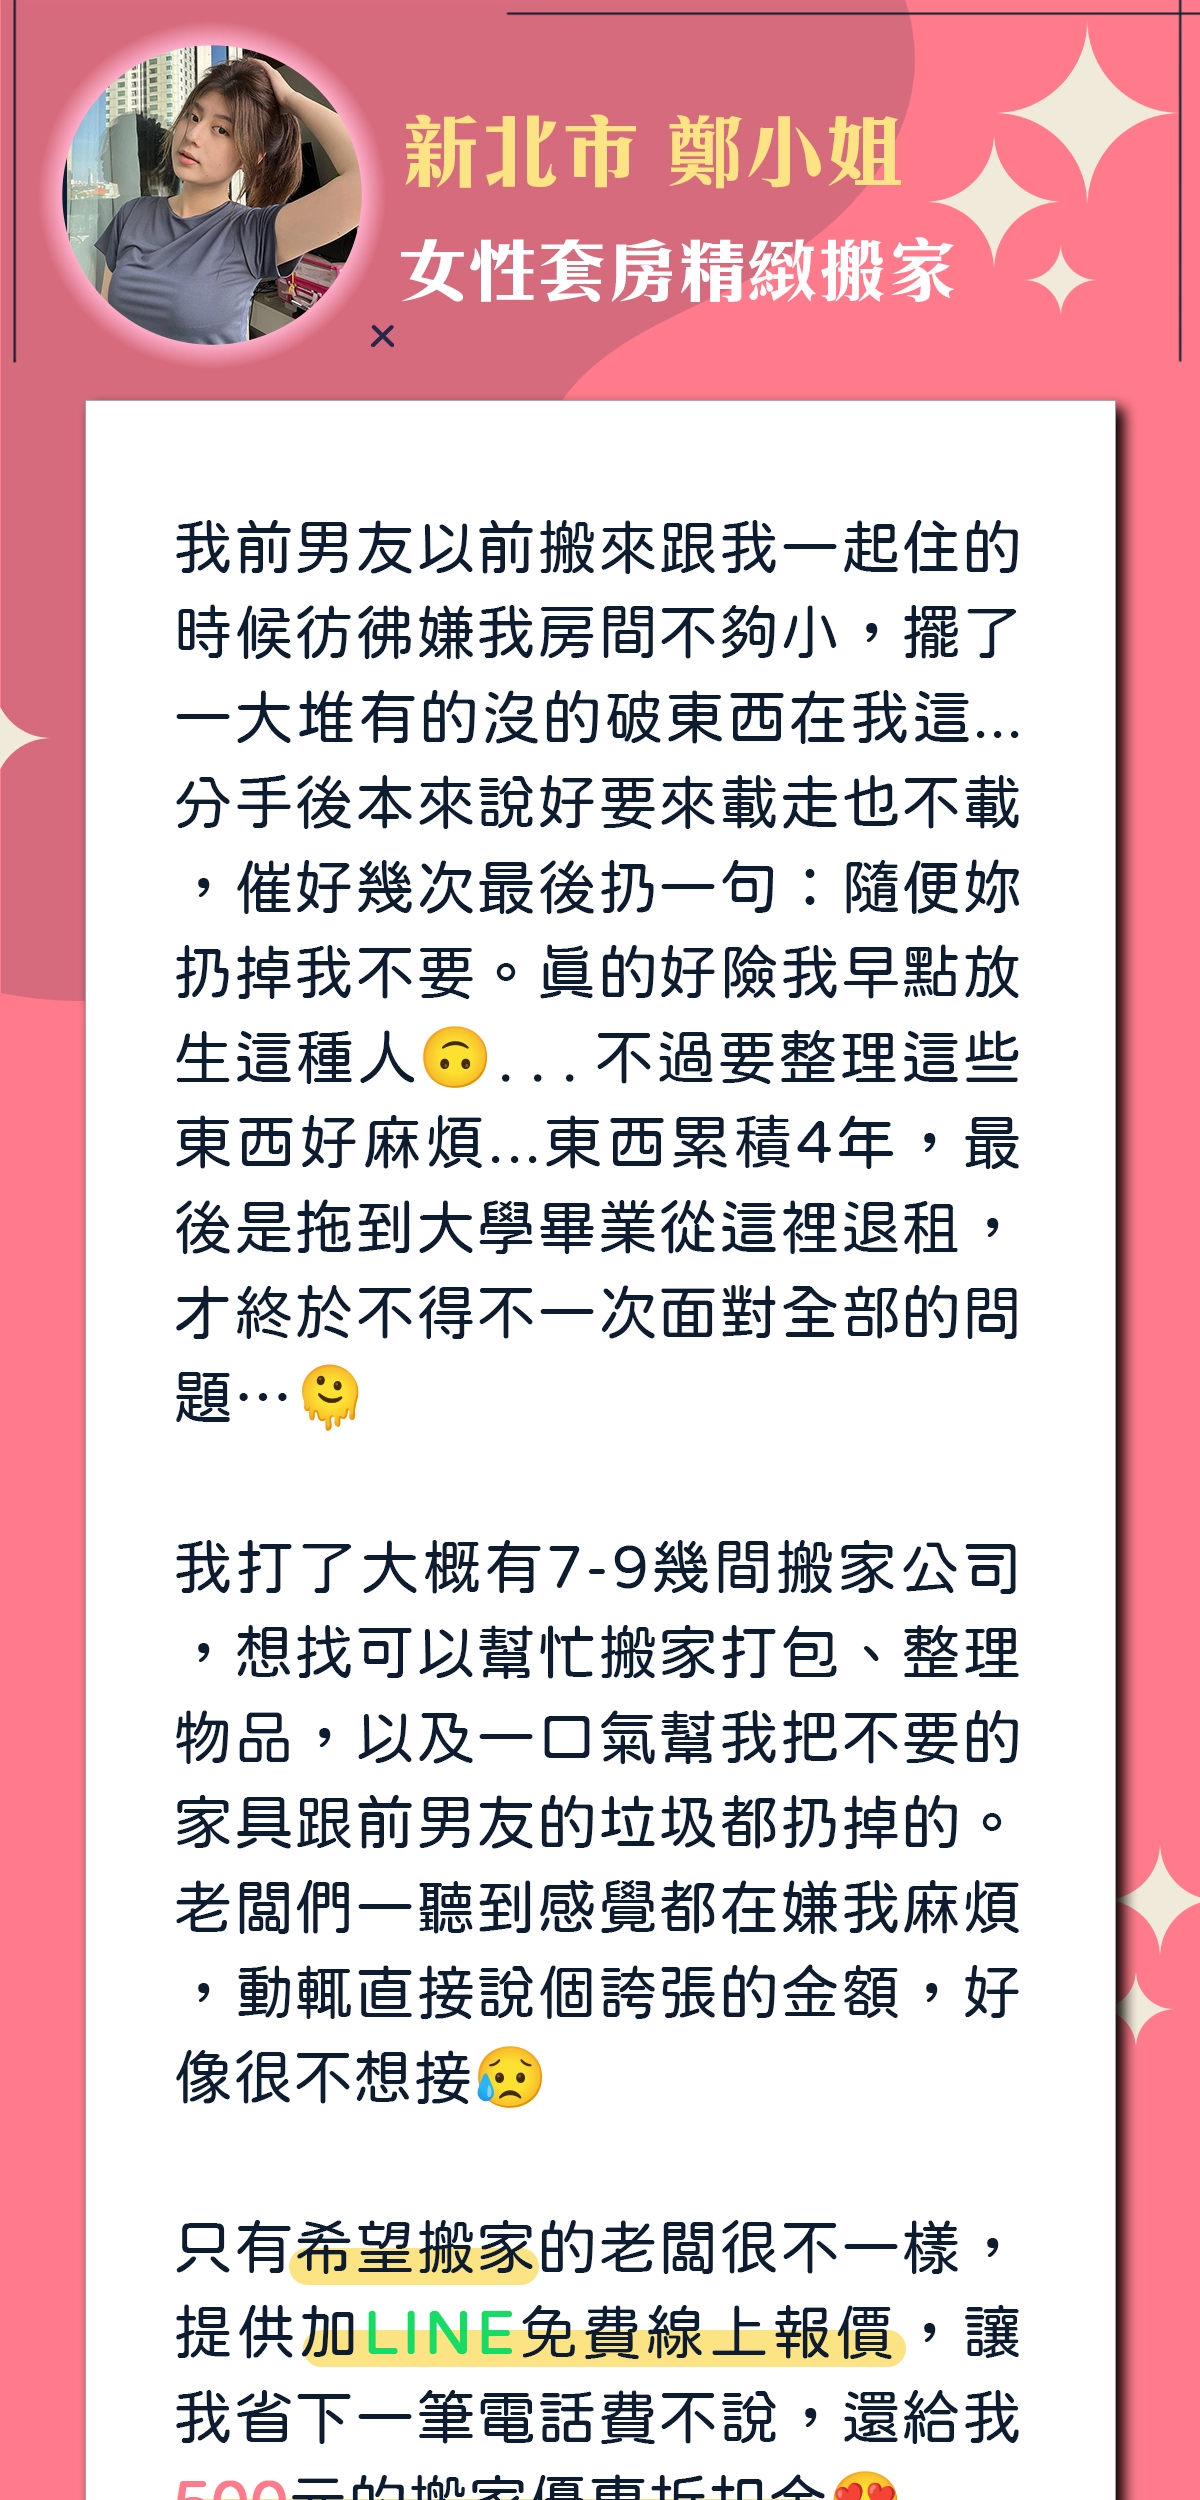 新北市 鄭小姐
女性套房精緻搬家
我前男友以前搬來跟我一起住的
時候彷彿嫌我房間不夠小，擺了
一大堆有的沒的破東西在我這...
分手後本來說好要來載走也不載
，催好幾次最後扔一句：隨便妳
扔掉我不要。真的好險我早點放
生這種人🙃...不過要整理這些
東西好麻煩...東西累積4年，最
後是拖到大學畢業從這裡退租，
才終於不得不一次面對全部的問
題…🫠
我打了大概有7-9幾間搬家公司
，想找可以幫忙搬家打包、整理
物品，以及一口氣幫我把不要的
家具跟前男友的垃圾都扔掉的。
老闆們一聽到感覺都在嫌我麻煩
，動輒直接說個誇張的金額，好
像很不想接😥
只有希望搬家的老闆很不一樣，
提供加LINE免費線上報價，讓
我省下一筆電話費不說，還給我
500元的搬家優惠折扣金😍